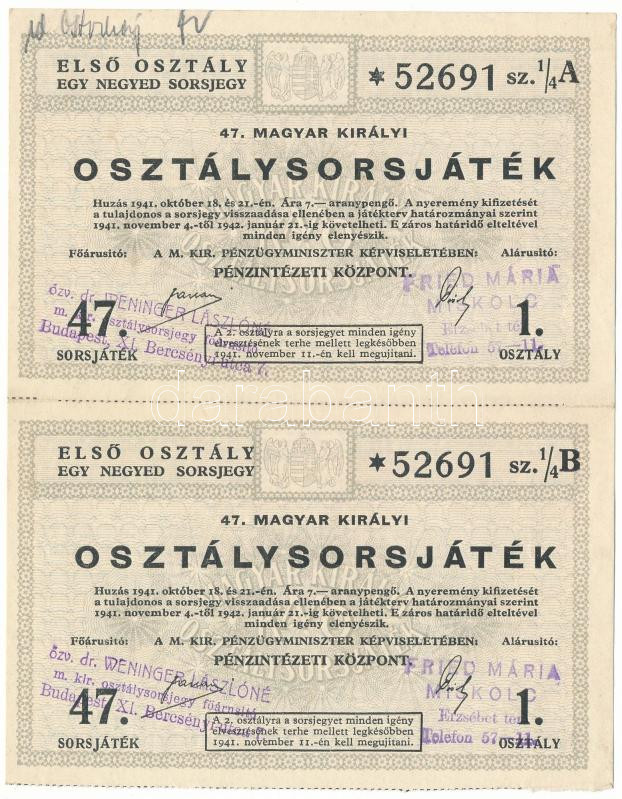 ELSŐ OSZTÁLY
EGY NEGYED SORSJEGY
✶ 52691 sz. 1/4 A
47. MAGYAR KIRÁLYI
OSZTÁLYSORSJÁTÉK
Huzás 1941. október 18. és 21.-én. Ára 7.— aranypengő. A nyeremény kifizetését
a tulajdonos a sorsjegy visszaadása ellenében a játékterv határozmányai szerint
1941. november 4.-től 1942. január 21.-ig követelheti. E záros határidő elteltével
minden igény elenyészik.
Főárusitó: A M. KIR. PÉNZÜGYMINISZTER KÉPVISELETÉBEN: Alárusitó:
PÉNZINTÉZETI KÖZPONT.
özv. dr. WENINGER LÁSZLÓNÉ
m. kir. osztálysorsjegy főárusító
Budapest, XI. Bercsényi utca 7.
FRIED MÁRIA
MISKOLC
Erzsébet tér
Telefon 57—11.
47.
SORSJÁTÉK
A 2. osztályra a sorsjegyet minden igény
elvesztésének terhe mellett legkésőbben
1941. november 11.-én kell megujitani.
1.
OSZTÁLY
darabanth
ELSŐ OSZTÁLY
EGY NEGYED SORSJEGY
✶ 52691 sz. 1/4 B
47. MAGYAR KIRÁLYI
OSZTÁLYSORSJÁTÉK
Huzás 1941. október 18. és 21.-én. Ára 7.— aranypengő. A nyeremény kifizetését
a tulajdonos a sorsjegy visszaadása ellenében a játékterv határozmányai szerint
1941. november 4.-től 1942. január 21.-ig követelheti. E záros határidő elteltével
minden igény elenyészik.
Főárusitó: A M. KIR. PÉNZÜGYMINISZTER KÉPVISELETÉBEN: Alárusitó:
PÉNZINTÉZETI KÖZPONT.
özv. dr. WENINGER LÁSZLÓNÉ
m. kir. osztálysorsjegy főárusító
Budapest, XI. Bercsényi utca 7.
FRIED MÁRIA
MISKOLC
Erzsébet tér
Telefon 57—11.
47.
SORSJÁTÉK
A 2. osztályra a sorsjegyet minden igény
elvesztésének terhe mellett legkésőbben
1941. november 11.-én kell megujitani.
1.
OSZTÁLY